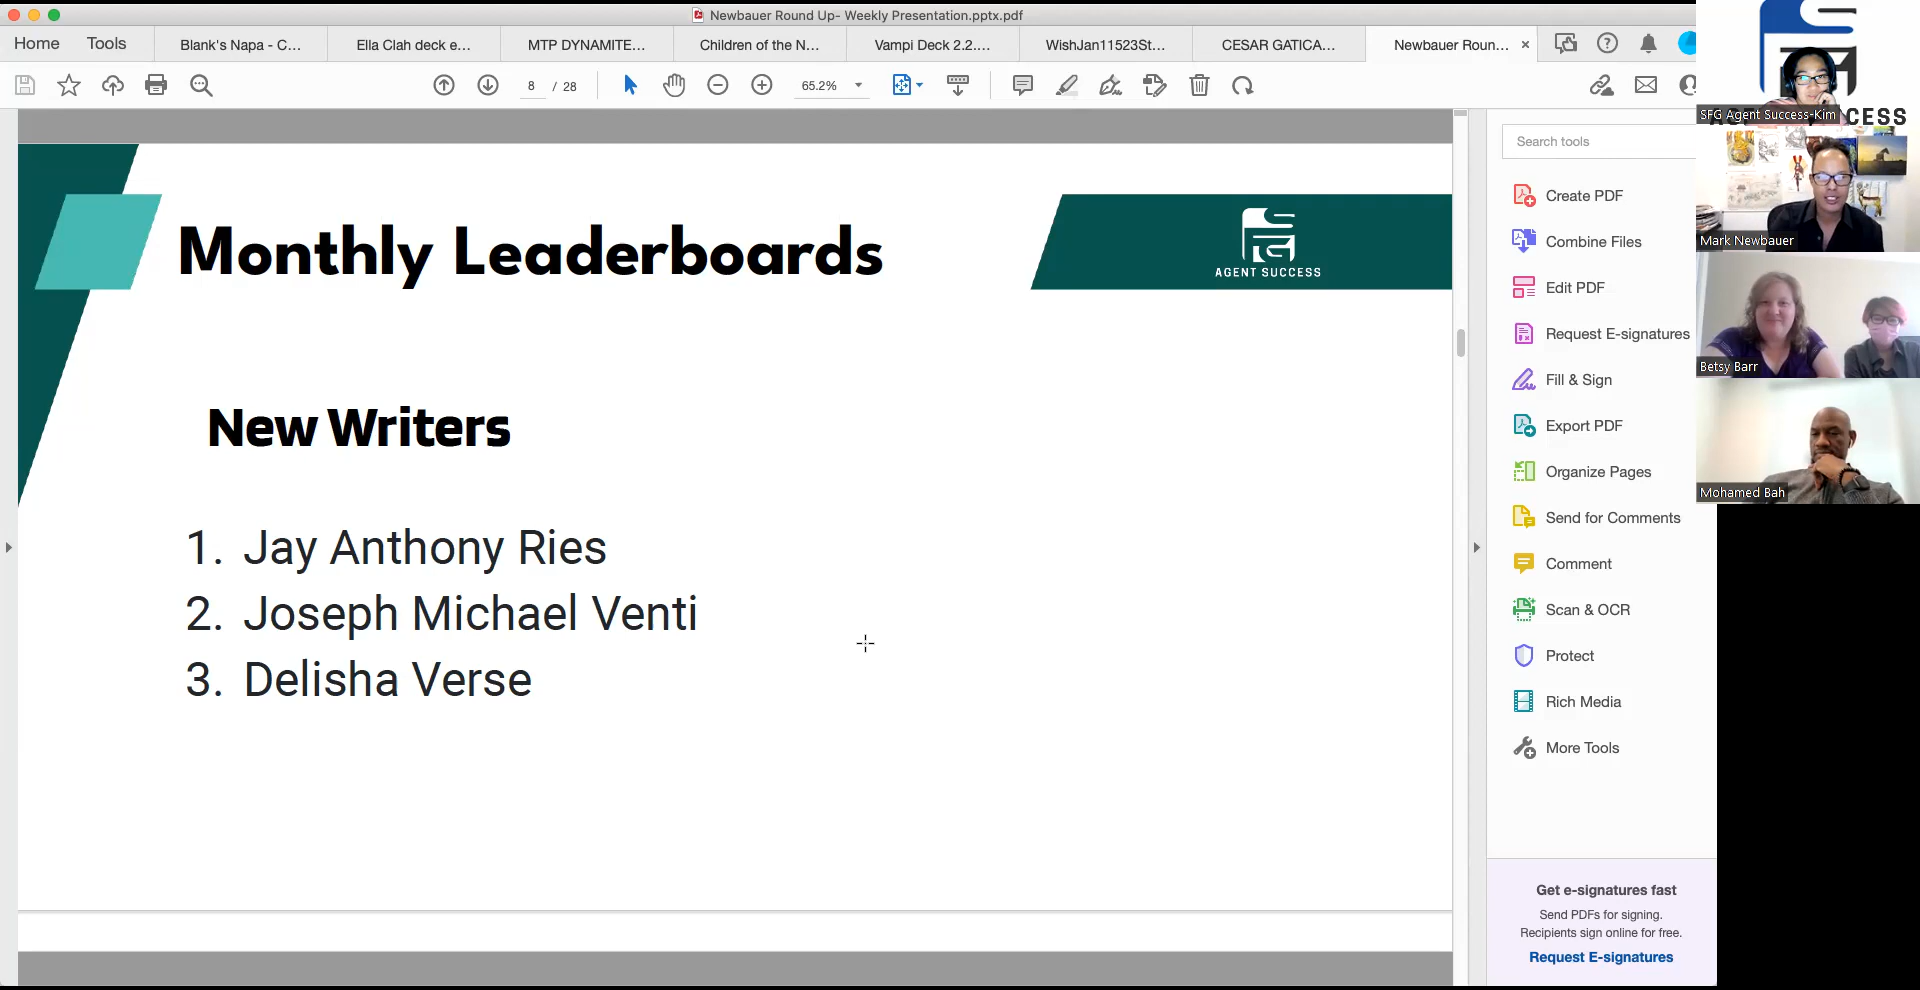 Newbauer Round Up- Weekly Presentation.pptx.pdf
Home
Tools
Blank's Napa - C...
Ella Clah deck e...
MTP DYNAMITE...
Children of the N...
Vampi Deck 2.2....
WishJan11523St...
CESAR GATICA...
Newbauer Roun...
8 / 28
65.2%
Monthly Leaderboards
AGENT SUCCESS
New Writers
1. Jay Anthony Ries
2. Joseph Michael Venti
3. Delisha Verse
Search tools
Create PDF
Combine Files
Edit PDF
Request E-signatures
Fill & Sign
Export PDF
Organize Pages
Send for Comments
Comment
Scan & OCR
Protect
Rich Media
More Tools
Get e-signatures fast
Send PDFs for signing.
Recipients sign online for free.
Request E-signatures
SFG Agent Success-Kim
Mark Newbauer
Betsy Barr
Mohamed Bah